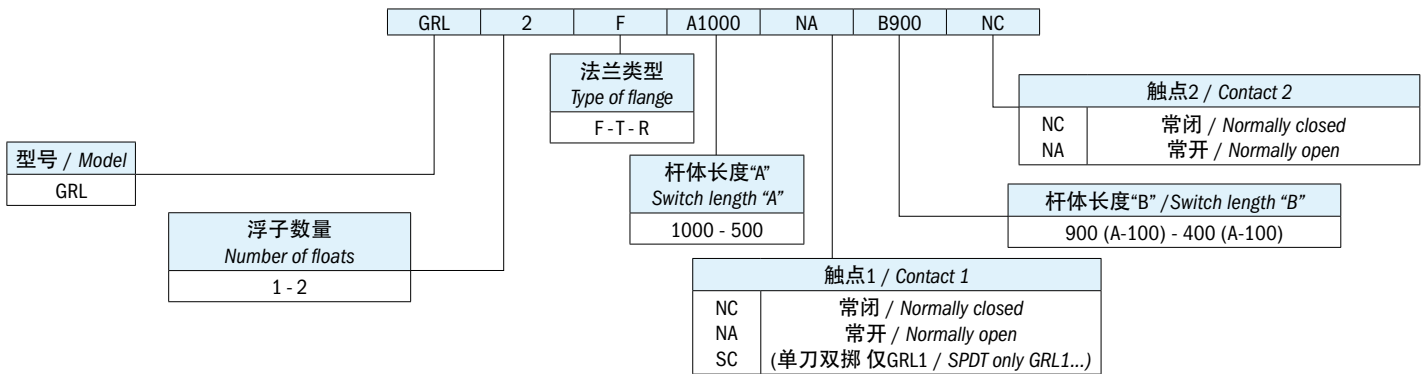 GRL 2 F A1000 NA B900 NC
法兰类型
Type of flange
F - T - R
触点2 / Contact 2
NC 常闭 / Normally closed
NA 常开 / Normally open
型号 / Model
GRL
杆体长度“A”
Switch length “A”
1000 - 500
杆体长度“B” / Switch length “B”
900 (A-100) - 400 (A-100)
浮子数量
Number of floats
1 - 2
触点1 / Contact 1
NC 常闭 / Normally closed
NA 常开 / Normally open
SC (单刀双掷 仅GRL1 / SPDT only GRL1...)